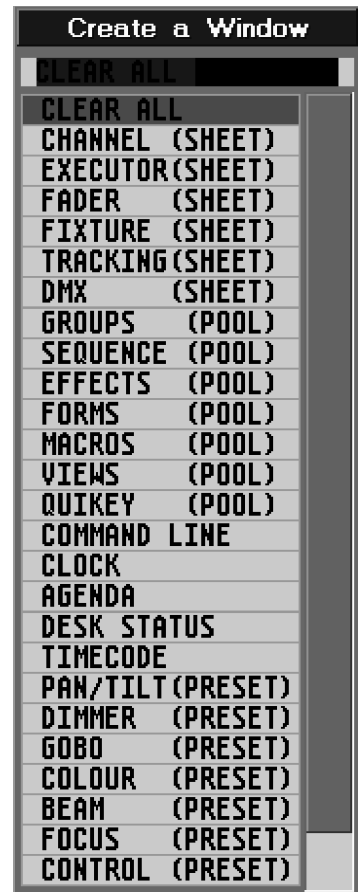 Create a Window
CLEAR ALL
CLEAR ALL
CHANNEL (SHEET)
EXECUTOR(SHEET)
FADER (SHEET)
FIXTURE (SHEET)
TRACKING(SHEET)
DMX (SHEET)
GROUPS (POOL)
SEQUENCE (POOL)
EFFECTS (POOL)
FORMS (POOL)
MACROS (POOL)
VIEWS (POOL)
QUIKEY (POOL)
COMMAND LINE
CLOCK
AGENDA
DESK STATUS
TIMECODE
PAN/TILT(PRESET)
DIMMER (PRESET)
GOBO (PRESET)
COLOUR (PRESET)
BEAM (PRESET)
FOCUS (PRESET)
CONTROL (PRESET)